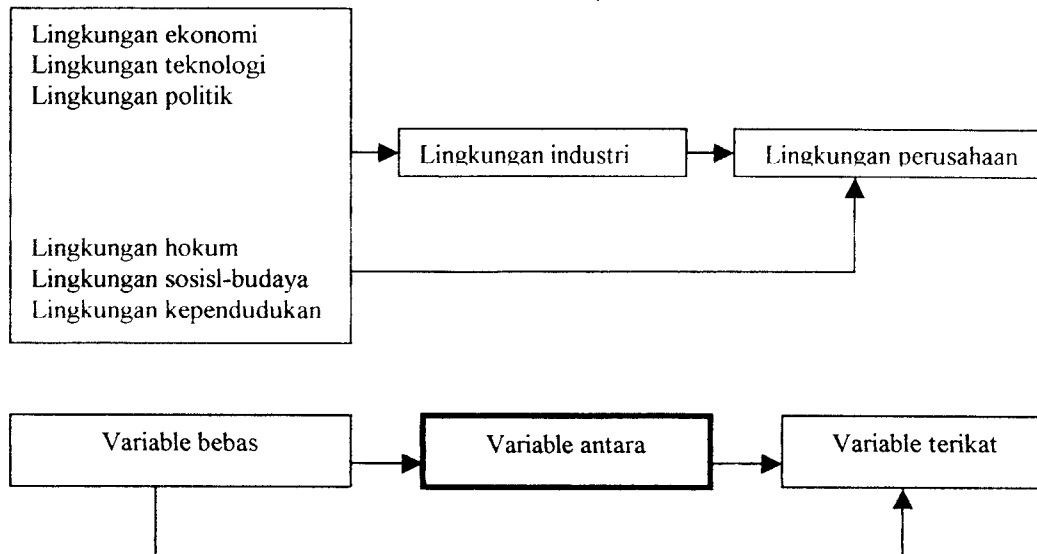 Lingkungan ekonomi
Lingkungan teknologi
Lingkungan politik
Lingkungan industri
Lingkungan perusahaan
Lingkungan hokum
Lingkungan sosisl-budaya
Lingkungan kependudukan
Variable bebas
Variable antara
Variable terikat